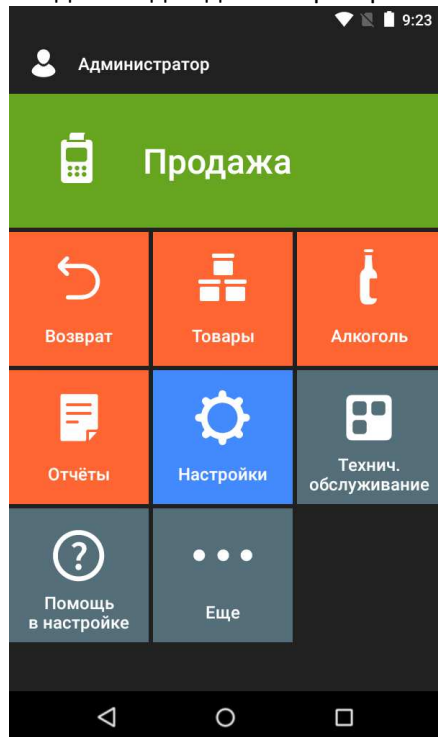 9:23
Администратор
Продажа
Возврат
Товары
Алкоголь
Отчёты
Настройки
Технич.
обслуживание
Помощь
в настройке
Еще